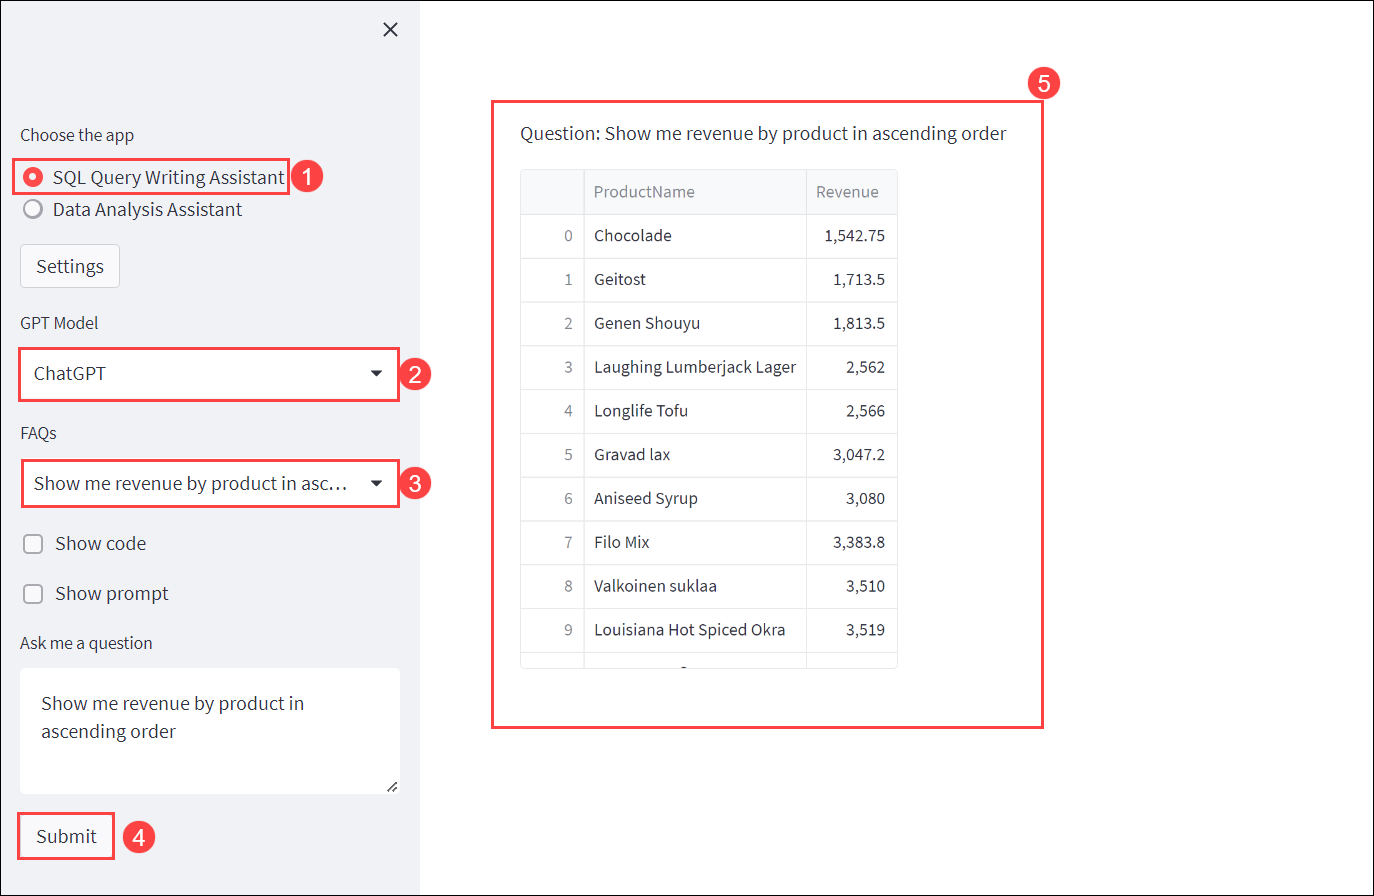 Choose the app
SQL Query Writing Assistant
1
Data Analysis Assistant
Settings
GPT Model
ChatGPT
2
FAQs
Show me revenue by product in asc...
3
Show code
Show prompt
Ask me a question
Show me revenue by product in
ascending order
Submit
4
5
Question: Show me revenue by product in ascending order
ProductName Revenue
0 Chocolade 1,542.75
1 Geitost 1,713.5
2 Genen Shouyu 1,813.5
3 Laughing Lumberjack Lager 2,562
4 Longlife Tofu 2,566
5 Gravad lax 3,047.2
6 Aniseed Syrup 3,080
7 Filo Mix 3,383.8
8 Valkoinen suklaa 3,510
9 Louisiana Hot Spiced Okra 3,519